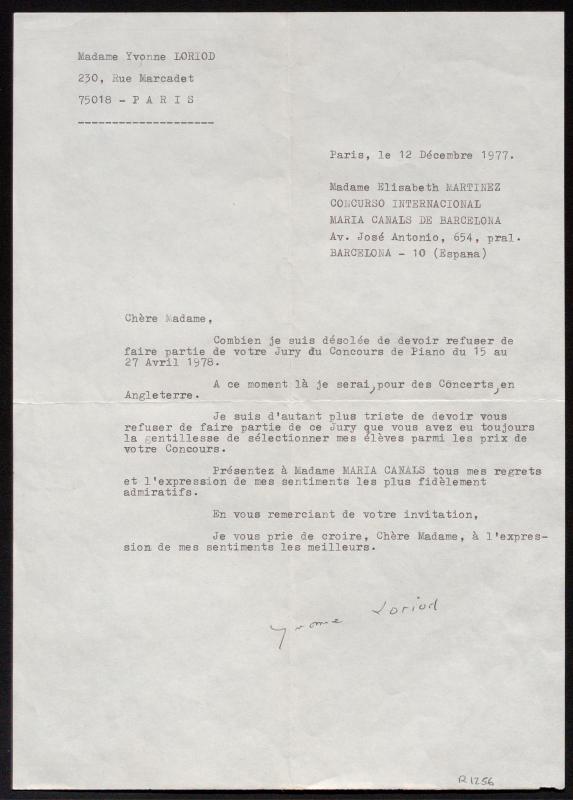 Madame Yvonne LORIOD
230, Rue Marcadet
75018 - P A R I S
--------------------
Paris, le 12 Décembre 1977.
Madame Elisabeth MARTINEZ
CONCURSO INTERNACIONAL
MARIA CANALS DE BARCELONA
Av. José Antonio, 654, pral.
BARCELONA - 10 (Espana)
Chère Madame,
Combien je suis désolée de devoir refuser de
faire partie de votre Jury du Concours de Piano du 15 au
27 Avril 1978.
A ce moment là je serai, pour des Concerts, en
Angleterre.
Je suis d'autant plus triste de devoir vous
refuser de faire partie de ce Jury que vous avez eu toujours
la gentillesse de sélectionner mes élèves parmi les prix de
votre Concours.
Présentez à Madame MARIA CANALS tous mes regrets
et l'expression de mes sentiments les plus fidèlement
admiratifs.
En vous remerciant de votre invitation,
Je vous prie de croire, Chère Madame, à l'expres-
sion de mes sentiments les meilleurs.
Yvonne Loriod
R1256